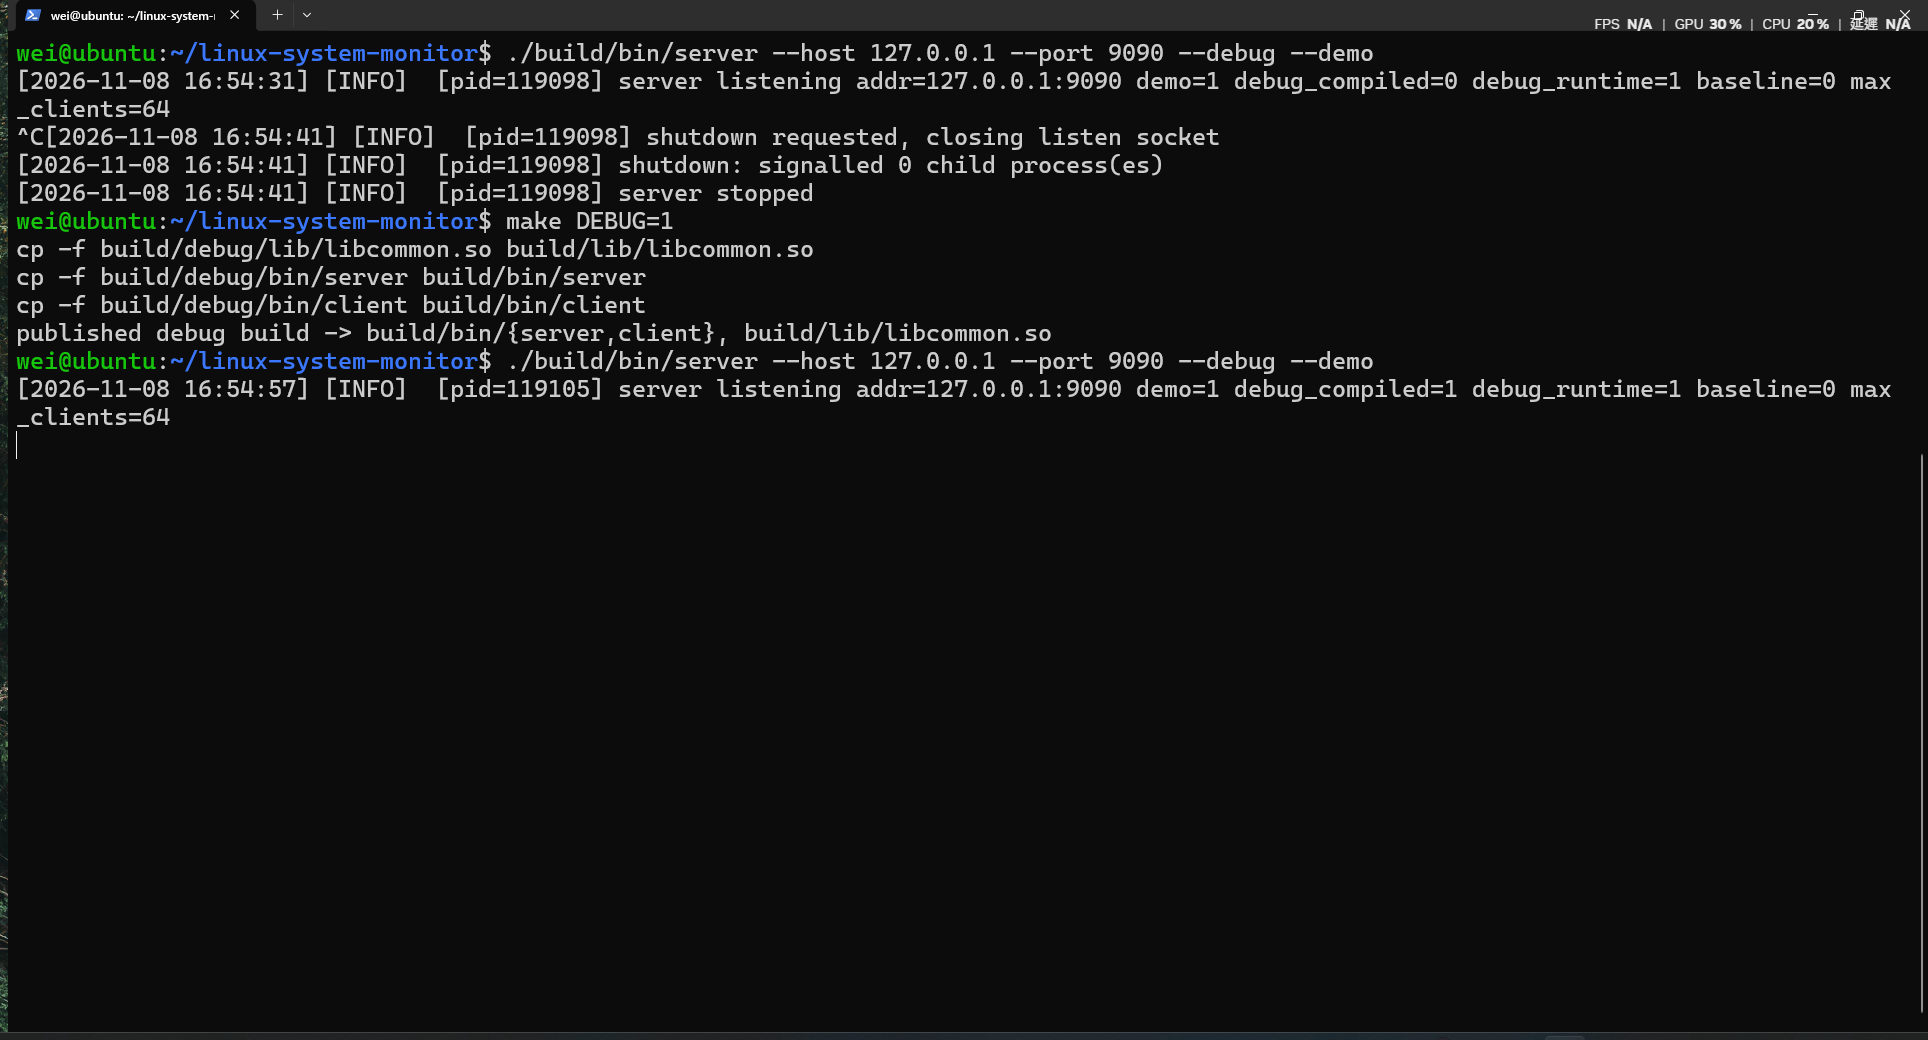 wei@ubuntu: ~/linux-system-
FPS N/A | GPU 30% | CPU 20% | 延遲 N/A
wei@ubuntu:~/linux-system-monitor$ ./build/bin/server --host 127.0.0.1 --port 9090 --debug --demo
[2026-11-08 16:54:31] [INFO]  [pid=119098] server listening addr=127.0.0.1:9090 demo=1 debug_compiled=0 debug_runtime=1 baseline=0 max
_clients=64
^C[2026-11-08 16:54:41] [INFO]  [pid=119098] shutdown requested, closing listen socket
[2026-11-08 16:54:41] [INFO]  [pid=119098] shutdown: signalled 0 child process(es)
[2026-11-08 16:54:41] [INFO]  [pid=119098] server stopped
wei@ubuntu:~/linux-system-monitor$ make DEBUG=1
cp -f build/debug/lib/libcommon.so build/lib/libcommon.so
cp -f build/debug/bin/server build/bin/server
cp -f build/debug/bin/client build/bin/client
published debug build -> build/bin/{server,client}, build/lib/libcommon.so
wei@ubuntu:~/linux-system-monitor$ ./build/bin/server --host 127.0.0.1 --port 9090 --debug --demo
[2026-11-08 16:54:57] [INFO]  [pid=119105] server listening addr=127.0.0.1:9090 demo=1 debug_compiled=1 debug_runtime=1 baseline=0 max
_clients=64